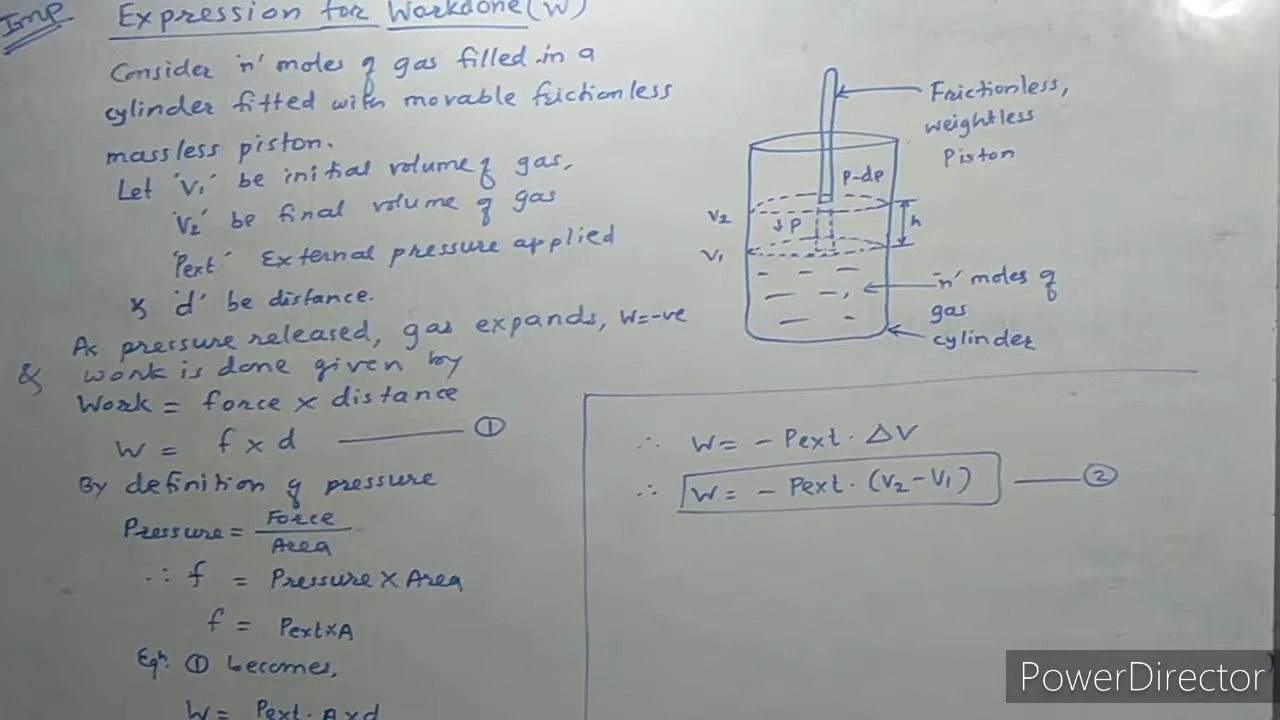 Imp
Expression for Workdone (W)
Consider 'n' moles of gas filled in a
cylinder fitted with movable frictionless
massless piston.
Let 'V₁' be initial volume of gas,
'V₂' be final volume of gas
'Pext' External pressure applied
& 'd' be distance.
As pressure released, gas expands, W=-ve
& work is done given by
Work = force × distance
W = f × d ①
By definition of pressure
Pressure = Force / Area
∴ f = Pressure × Area
f = Pext × A
Eqⁿ. ① becomes,
W = Pext · A × d
Frictionless,
weightless
Piston
P-dp
V₂
↓ P
h
V₁
'n' moles of
gas
cylinder
∴ W = - Pext · ΔV
∴ W = - Pext · (V₂ - V₁) ②
PowerDirector